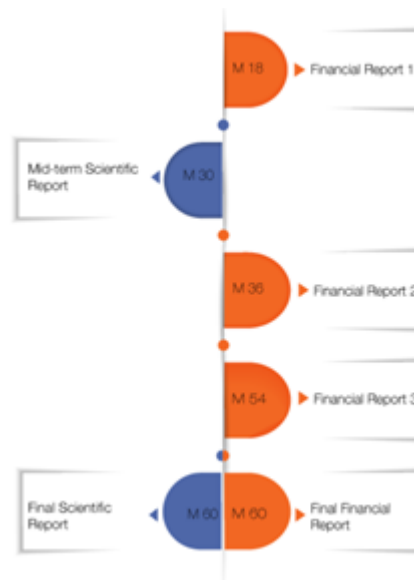 M 18
Financial Report 1
Mid-term Scientific
Report
M 30
M 36
Financial Report 2
M 54
Financial Report 3
Final Scientific
Report
M 60
M 60
Final Financial
Report